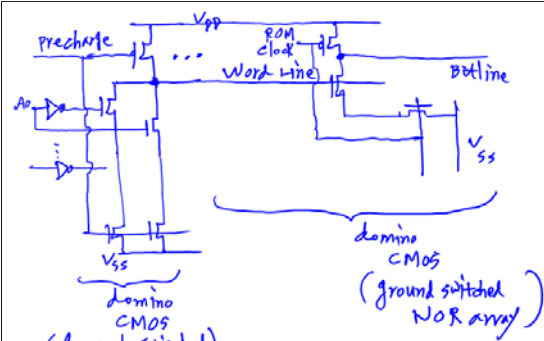 VDD
Precharge
ROM
clock
...
Word Line
Bitline
A0
VSS
VSS
domino
CMOS
(ground switched
NOR array)
domino
CMOS